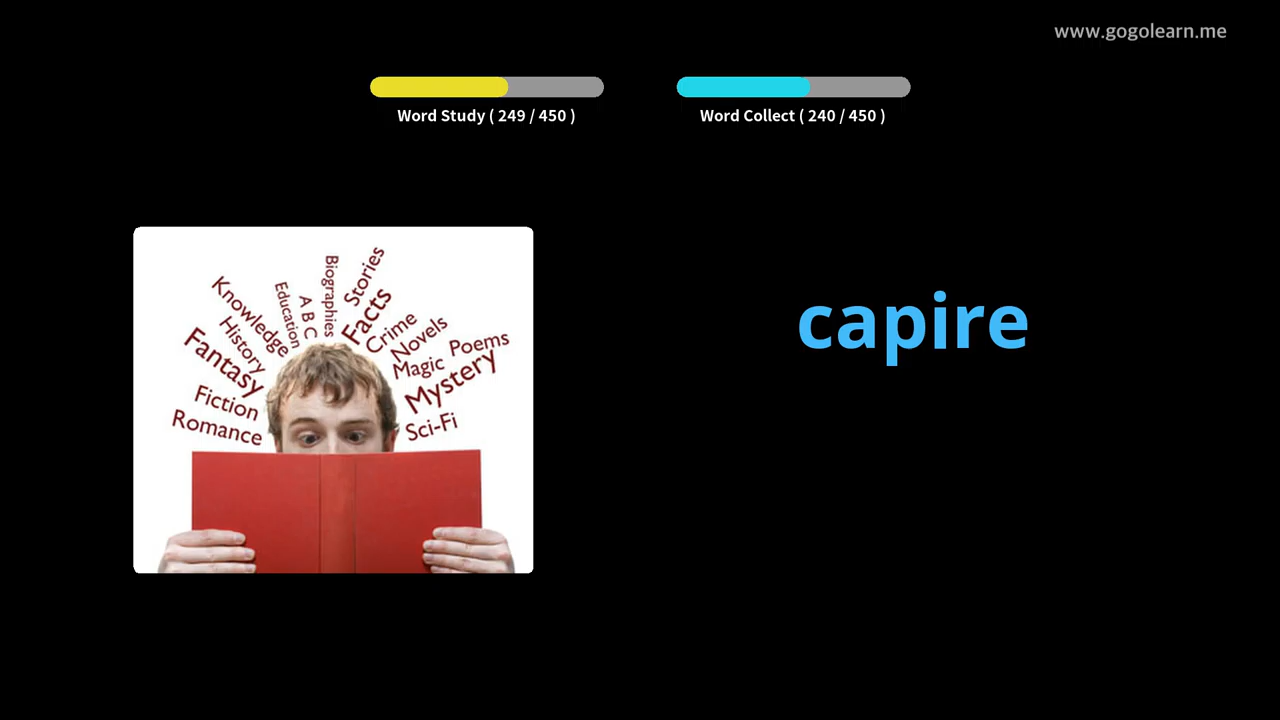 www.gogolearn.me
Word Study ( 249 / 450 )
Word Collect ( 240 / 450 )
capire
Biographies
Stories
Education
A B C
Facts
Knowledge
History
Crime
Novels
Poems
Fantasy
Magic
Mystery
Fiction
Romance
Sci-Fi